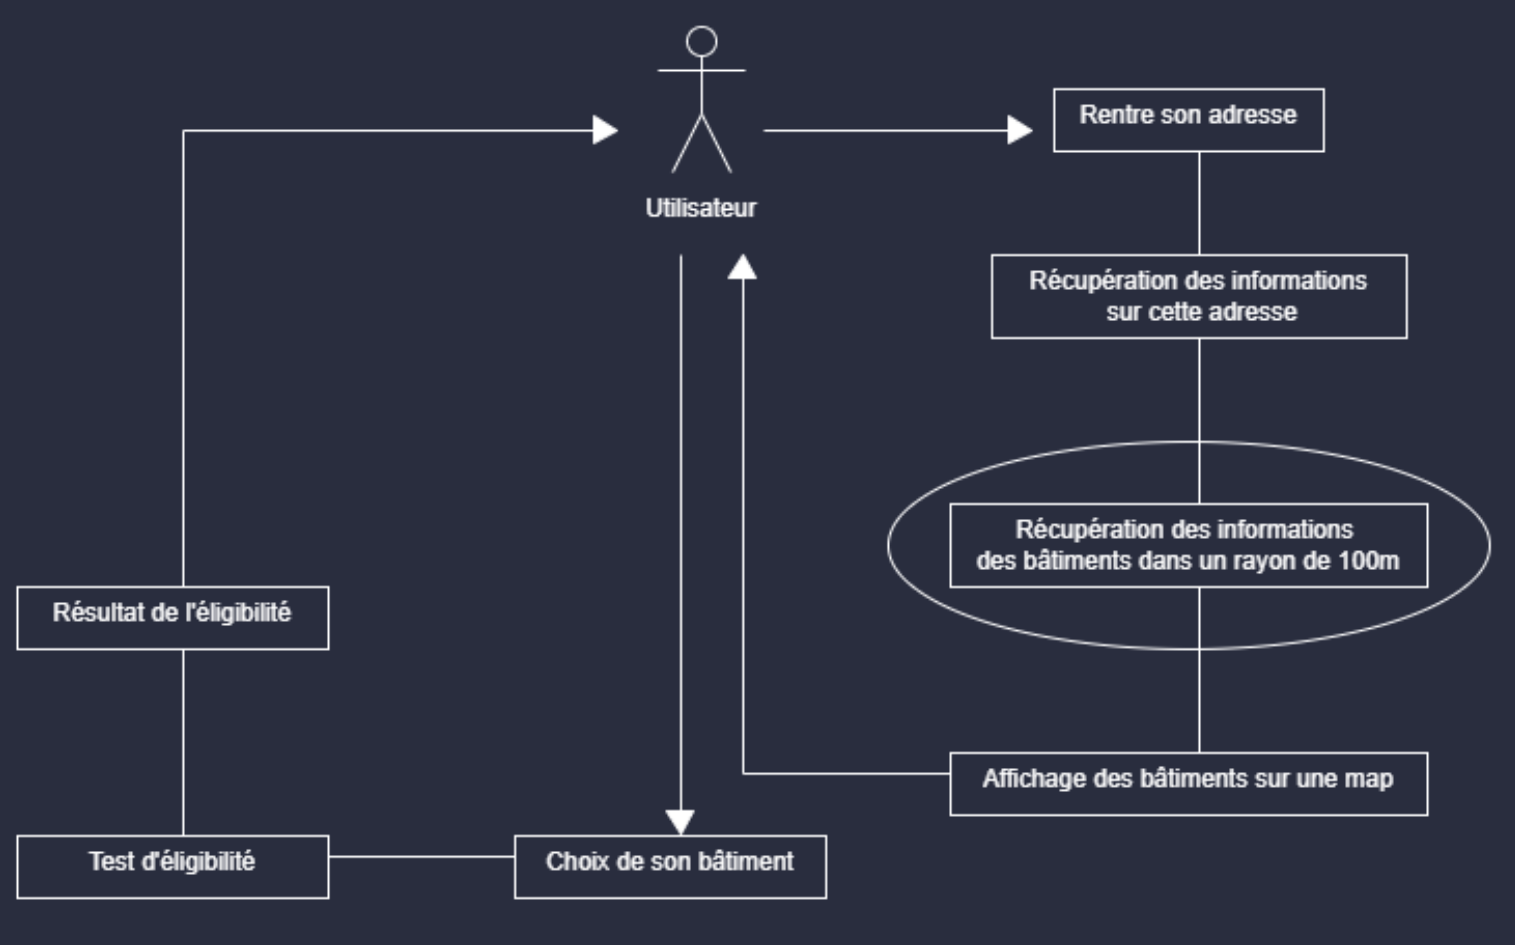 Utilisateur
Rentre son adresse
Récupération des informations
sur cette adresse
Récupération des informations
des bâtiments dans un rayon de 100m
Affichage des bâtiments sur une map
Choix de son bâtiment
Test d'éligibilité
Résultat de l'éligibilité